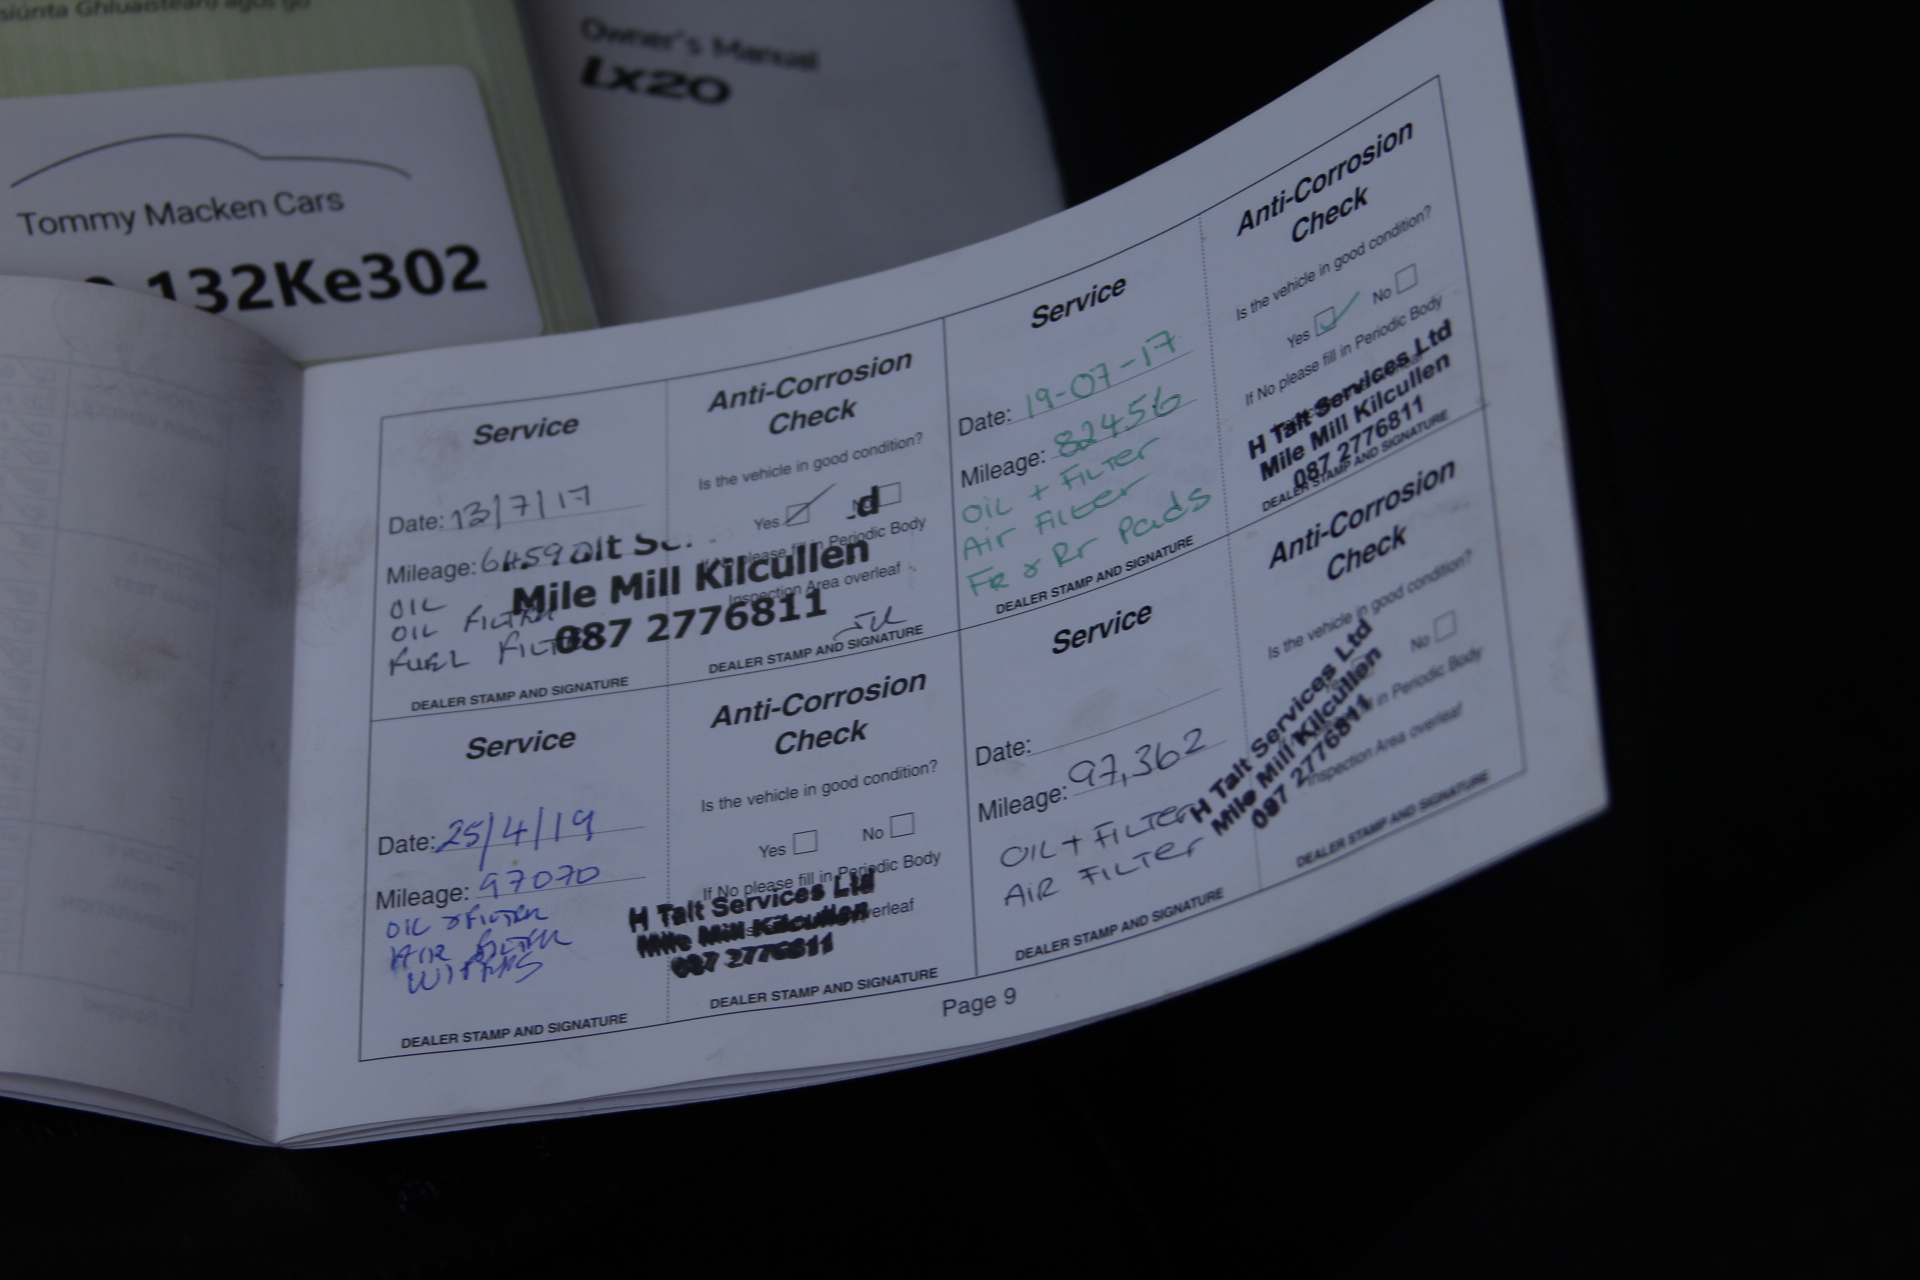 Ghluaistean) agus go
Owner's Manual
Lx20
Tommy Macken Cars
132Ke302
Service
Date: 13/7/17
Mileage: 6459
OIL
OIL FILTER
FUEL FILTER
DEALER STAMP AND SIGNATURE
Anti-Corrosion
Check
Is the vehicle in good condition?
Yes
If No please fill in Periodic Body
Inspection Area overleaf
Mile Mill Kilcullen
087 2776811
DEALER STAMP AND SIGNATURE
Service
Date: 19-07-17
Mileage: 82456
OIL + FILTER
Air Filter
Fr & Rr Pads
DEALER STAMP AND SIGNATURE
Anti-Corrosion
Check
Is the vehicle in good condition?
Yes No
If No please fill in Periodic Body
H Talt Services Ltd
Mile Mill Kilcullen
087 2776811
DEALER STAMP AND SIGNATURE
Service
Date: 25/4/19
Mileage: 97070
OIL & FILTER
AIR FILTER
DEALER STAMP AND SIGNATURE
Anti-Corrosion
Check
Is the vehicle in good condition?
Yes No
If No please fill in Periodic Body
overleaf
H Talt Services Ltd
Mile Mill Kilcullen
087 2776811
DEALER STAMP AND SIGNATURE
Service
Date:
Mileage: 97,362
OIL + FILTER
AIR FILTER
DEALER STAMP AND SIGNATURE
Anti-Corrosion
Check
Is the vehicle in good condition?
No
in Periodic Body
Inspection Area overleaf
H Talt Services Ltd
Mile Mill Kilcullen
087 2776811
DEALER STAMP AND SIGNATURE
Page 9